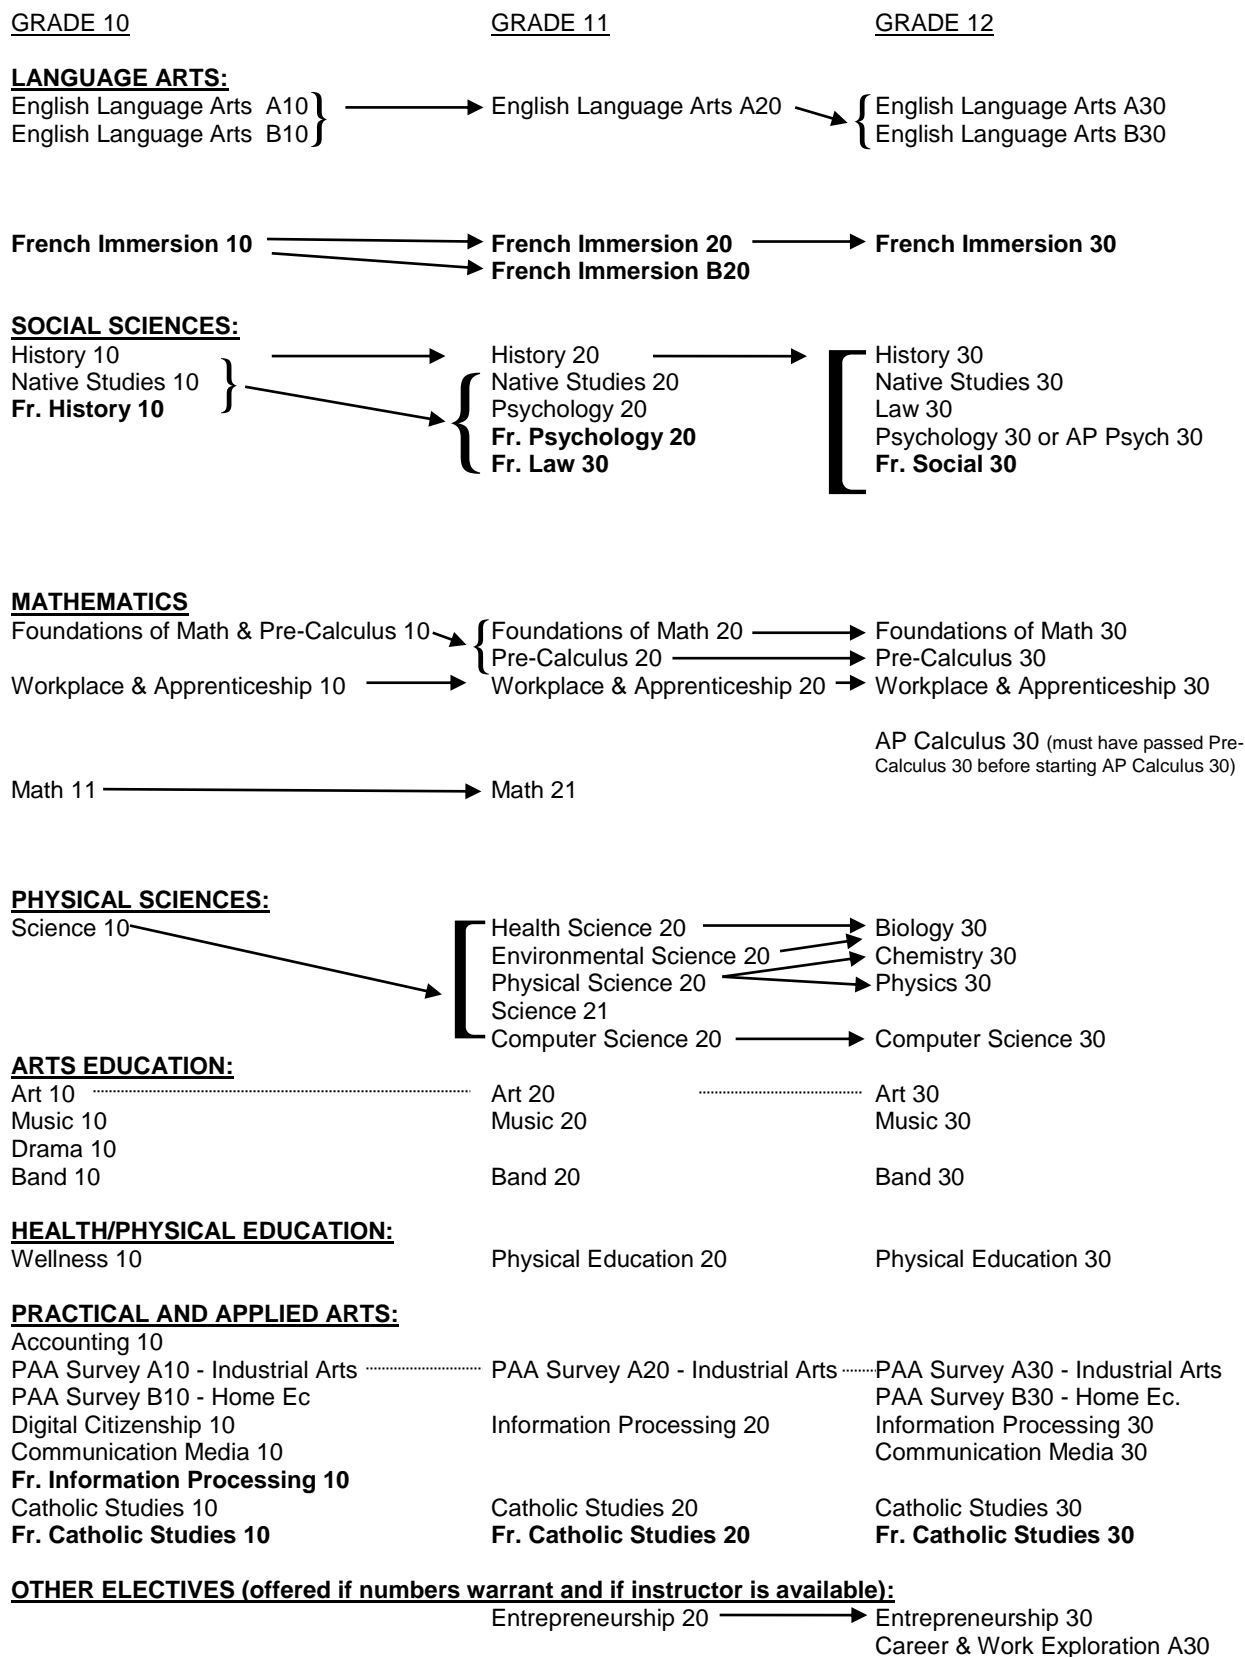 GRADE 10 GRADE 11 GRADE 12
LANGUAGE ARTS:
English Language Arts A10 English Language Arts A20 English Language Arts A30
English Language Arts B10 English Language Arts B30
French Immersion 10 French Immersion 20 French Immersion 30
French Immersion B20
SOCIAL SCIENCES:
History 10 History 20 History 30
Native Studies 10 Native Studies 20 Native Studies 30
Fr. History 10 Psychology 20 Law 30
Fr. Psychology 20 Psychology 30 or AP Psych 30
Fr. Law 30 Fr. Social 30
MATHEMATICS
Foundations of Math & Pre-Calculus 10 Foundations of Math 20 Foundations of Math 30
Pre-Calculus 20 Pre-Calculus 30
Workplace & Apprenticeship 10 Workplace & Apprenticeship 20 Workplace & Apprenticeship 30
AP Calculus 30 (must have passed Pre-
Calculus 30 before starting AP Calculus 30)
Math 11 Math 21
PHYSICAL SCIENCES:
Science 10 Health Science 20 Biology 30
Environmental Science 20 Chemistry 30
Physical Science 20 Physics 30
Science 21
Computer Science 20 Computer Science 30
ARTS EDUCATION:
Art 10 Art 20 Art 30
Music 10 Music 20 Music 30
Drama 10
Band 10 Band 20 Band 30
HEALTH/PHYSICAL EDUCATION:
Wellness 10 Physical Education 20 Physical Education 30
PRACTICAL AND APPLIED ARTS:
Accounting 10
PAA Survey A10 - Industrial Arts PAA Survey A20 - Industrial Arts PAA Survey A30 - Industrial Arts
PAA Survey B10 - Home Ec PAA Survey B30 - Home Ec.
Digital Citizenship 10 Information Processing 20 Information Processing 30
Communication Media 10 Communication Media 30
Fr. Information Processing 10
Catholic Studies 10 Catholic Studies 20 Catholic Studies 30
Fr. Catholic Studies 10 Fr. Catholic Studies 20 Fr. Catholic Studies 30
OTHER ELECTIVES (offered if numbers warrant and if instructor is available):
Entrepreneurship 20 Entrepreneurship 30
Career & Work Exploration A30